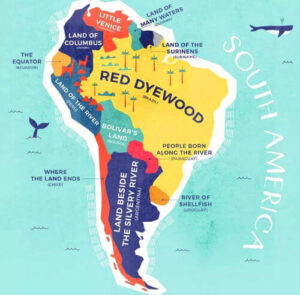 LITTLE
VENICE
LAND OF
MANY WATERS
LAND OF
COLUMBUS
LAND OF THE
SURINENS
(SURINAME)
THE
EQUATOR
(ECUADOR)
RED DYEWOOD
(BRAZIL)
LAND OF THE RIVER
BOLIVAR'S
LAND
PEOPLE BORN
ALONG THE RIVER
(PARAGUAY)
WHERE
THE LAND ENDS
(CHILE)
LAND BESIDE
THE SILVERY RIVER
(ARGENTINA)
RIVER OF
SHELLFISH
(URUGUAY)
SOUTH AMERICA